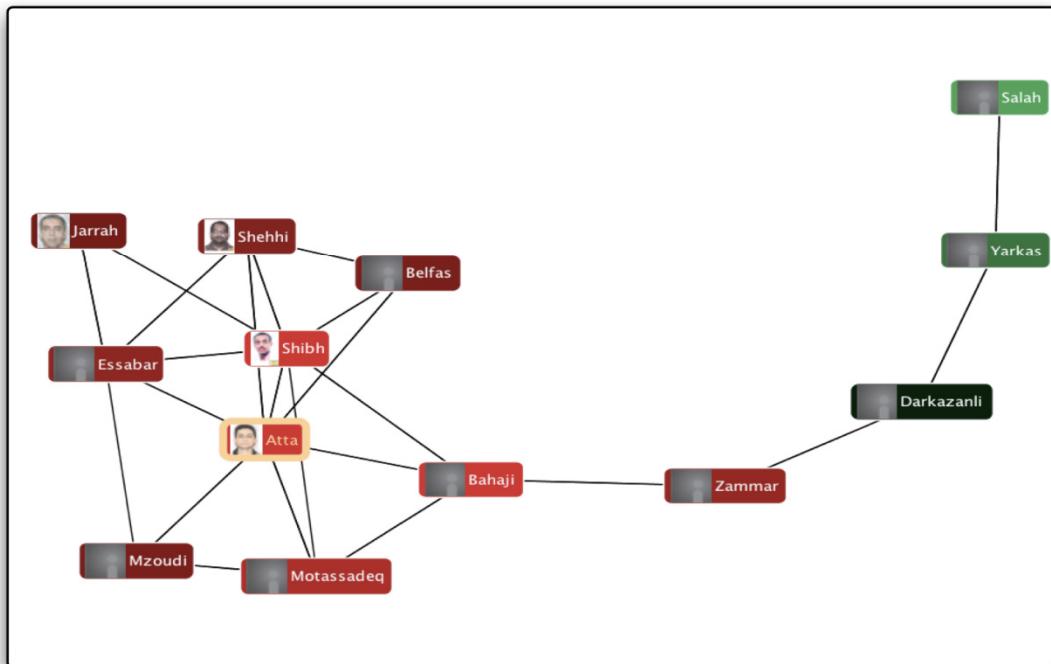 Salah
Jarrah
Shehhi
Yarkas
Belfas
Shibh
Essabar
Darkazanli
Atta
Bahaji
Zammar
Mzoudi
Motassadeq